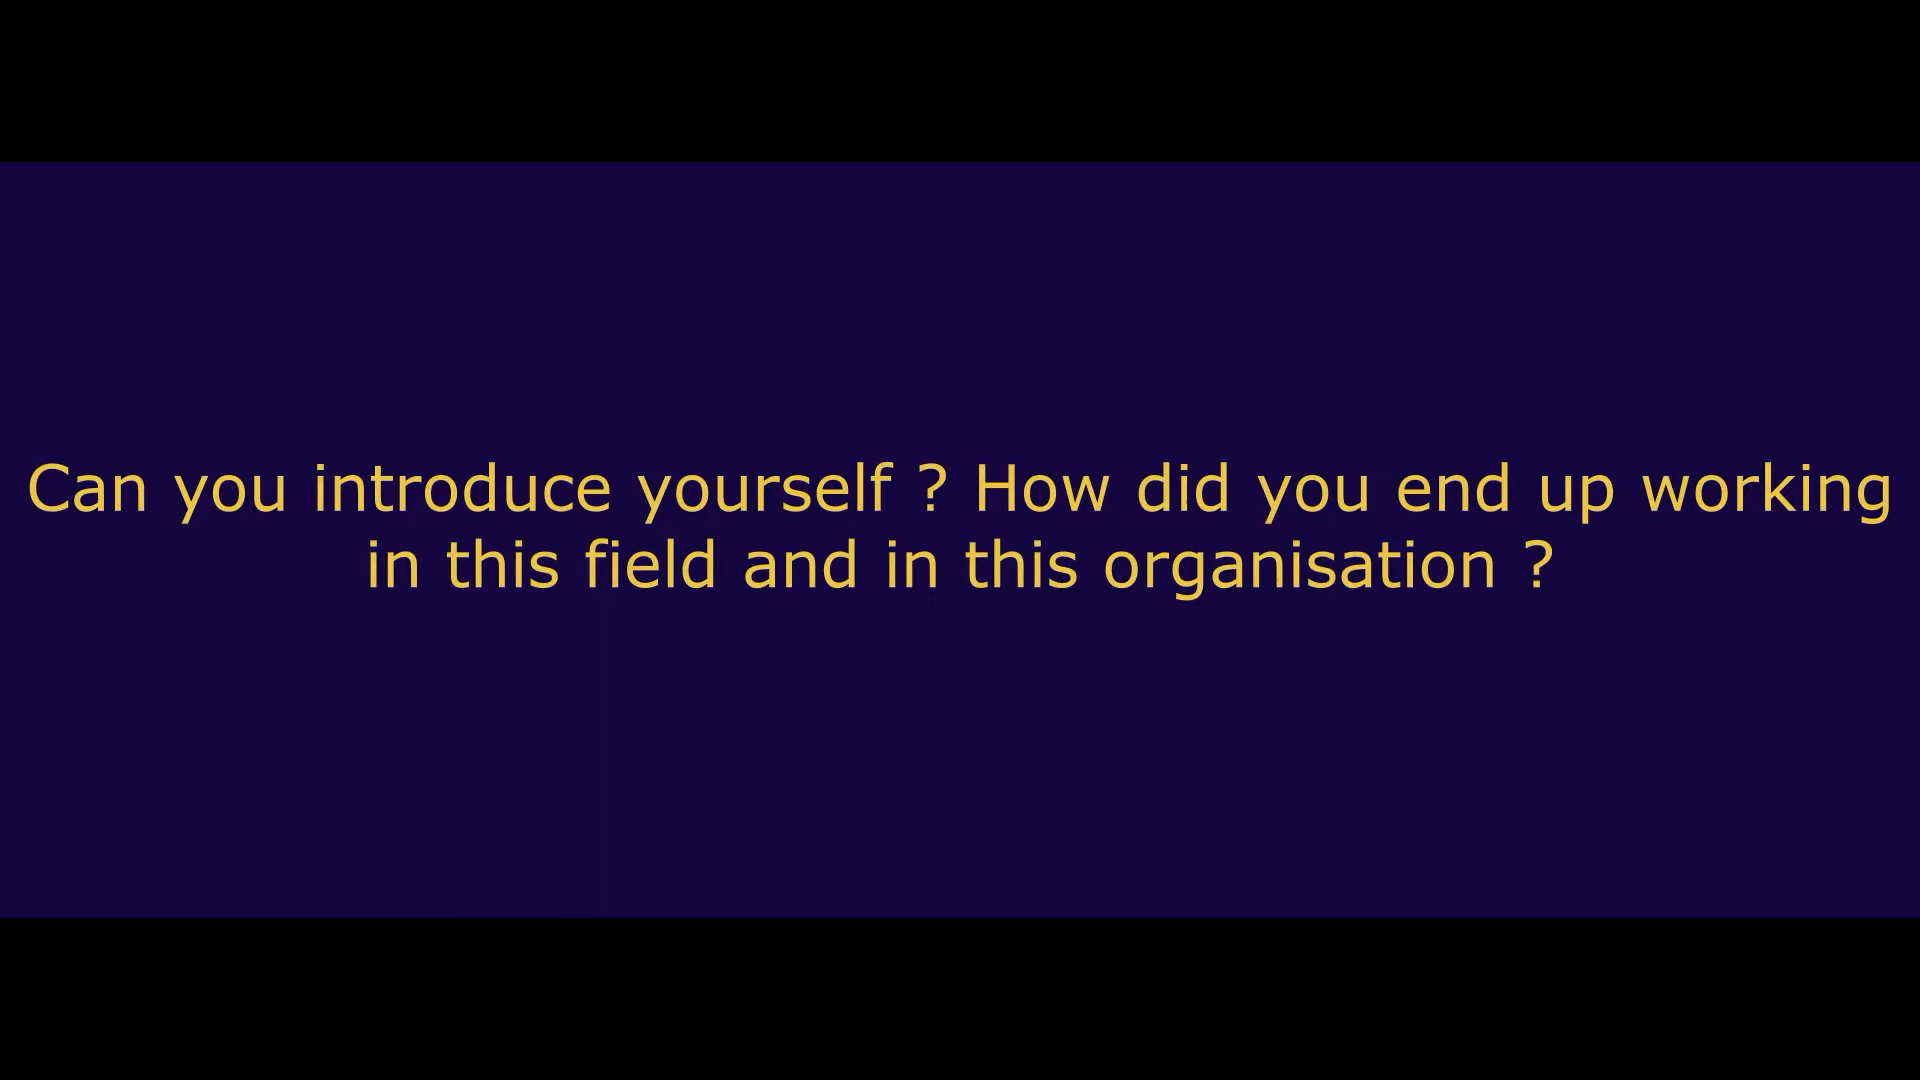 Can you introduce yourself ? How did you end up working
in this field and in this organisation ?